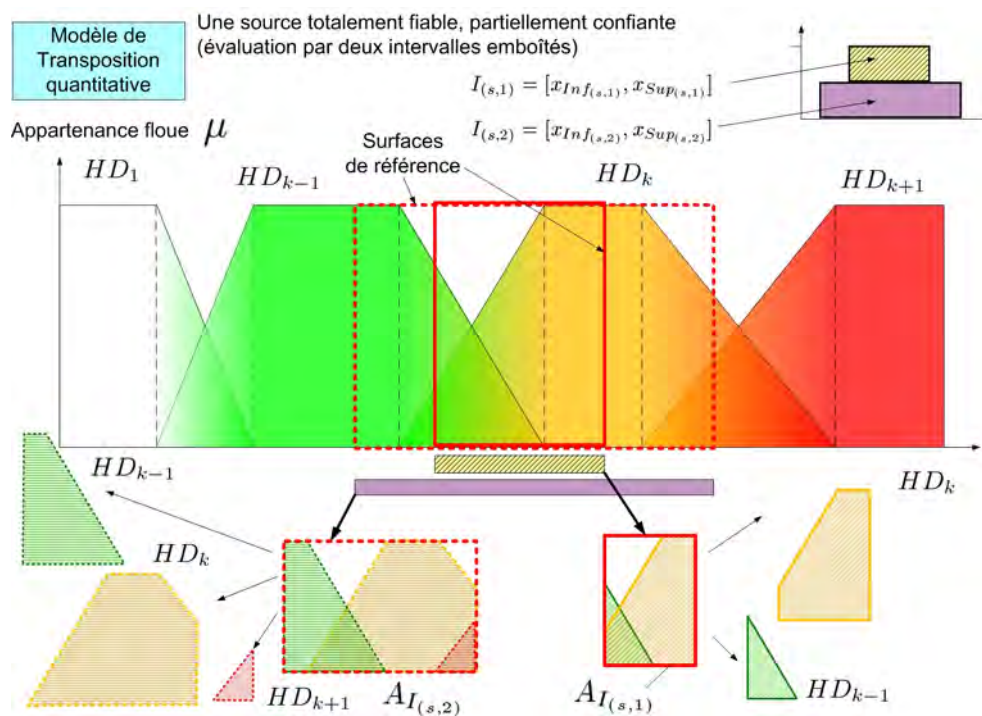 Modèle de
Transposition
quantitative
Une source totalement fiable, partiellement confiante
(évaluation par deux intervalles emboîtés)
I(s,1) = [xInf(s,1), xSup(s,1)]
I(s,2) = [xInf(s,2), xSup(s,2)]
Appartenance floue μ
Surfaces
de référence
HD1
HDk-1
HDk
HDk+1
HDk-1
HDk
HDk
HDk+1
AI(s,2)
AI(s,1)
HDk-1